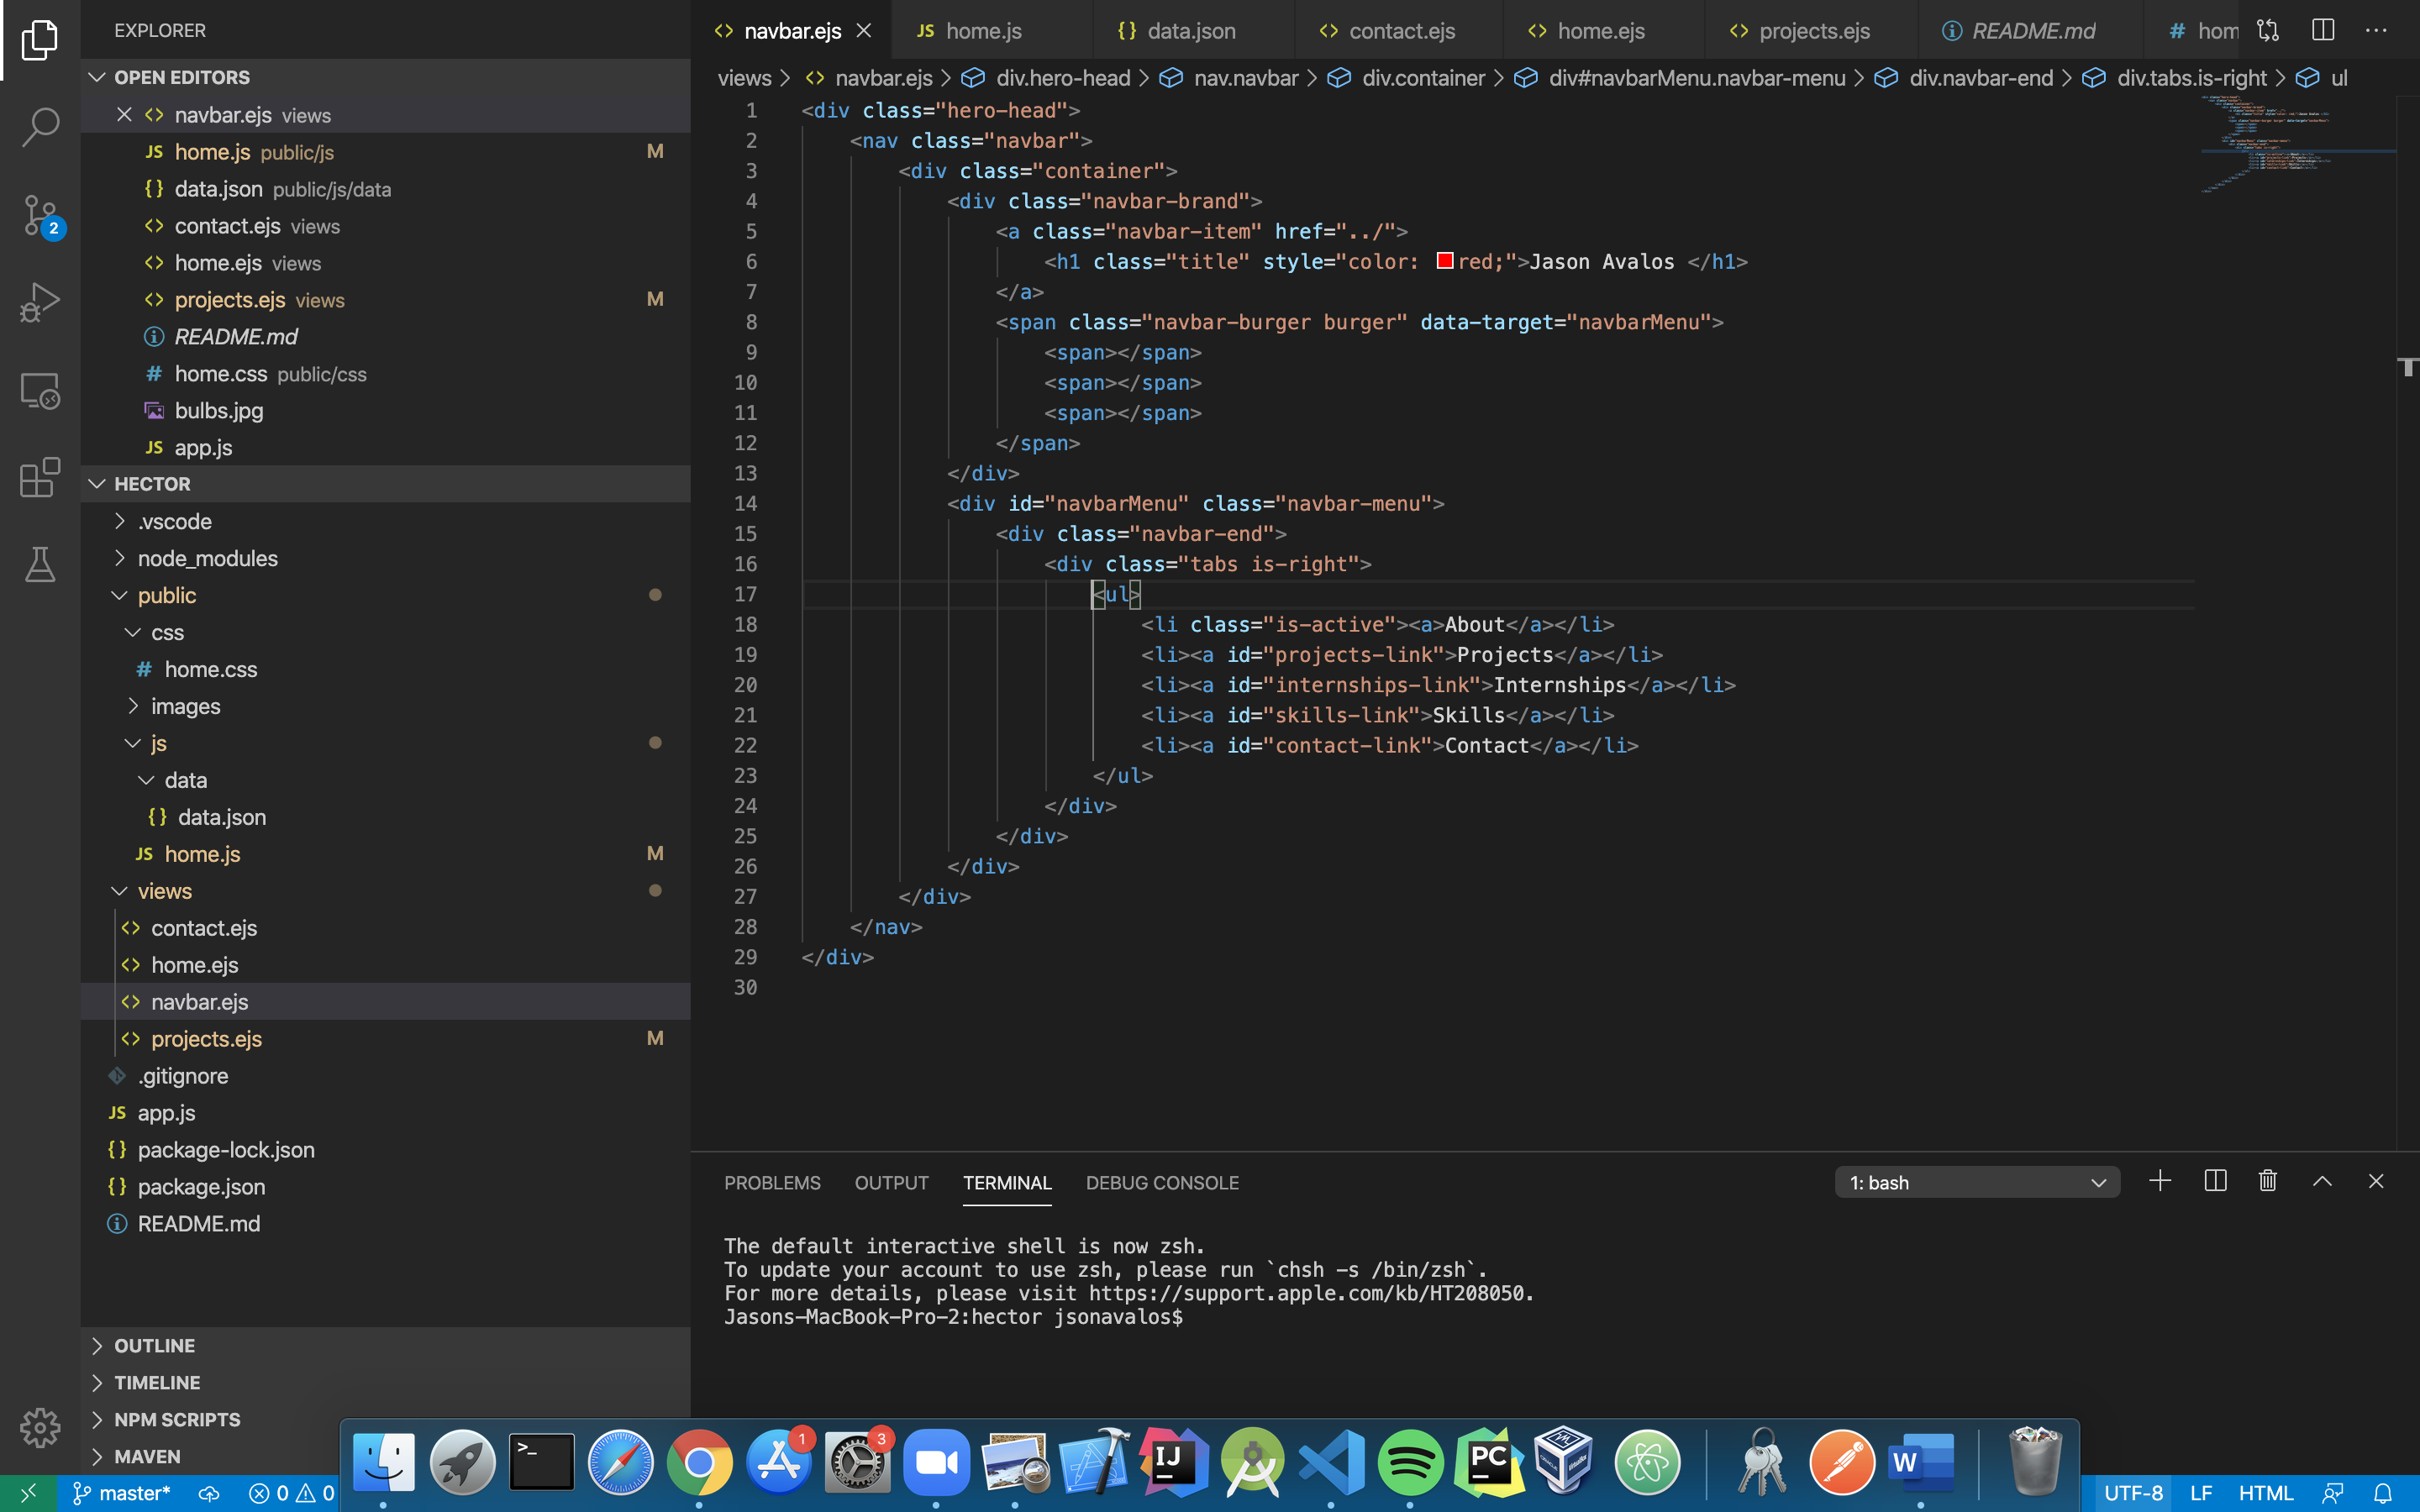 EXPLORER
OPEN EDITORS
navbar.ejs views
JS home.js public/js M
{} data.json public/js/data
<> contact.ejs views
<> home.ejs views
<> projects.ejs views M
README.md
# home.css public/css
bulbs.jpg
JS app.js
HECTOR
.vscode
node_modules
public
css
# home.css
images
js
data
{} data.json
JS home.js M
views
<> contact.ejs
<> home.ejs
<> navbar.ejs
<> projects.ejs M
.gitignore
JS app.js
{} package-lock.json
{} package.json
README.md
OUTLINE
TIMELINE
NPM SCRIPTS
MAVEN
2
<> navbar.ejs JS home.js {} data.json <> contact.ejs <> home.ejs <> projects.ejs README.md # hom
views > <> navbar.ejs > div.hero-head > nav.navbar > div.container > div#navbarMenu.navbar-menu > div.navbar-end > div.tabs.is-right > ul
1 <div class="hero-head">
2 <nav class="navbar">
3 <div class="container">
4 <div class="navbar-brand">
5 <a class="navbar-item" href="../">
6 <h1 class="title" style="color: red;">Jason Avalos </h1>
7 </a>
8 <span class="navbar-burger burger" data-target="navbarMenu">
9 <span></span>
10 <span></span>
11 <span></span>
12 </span>
13 </div>
14 <div id="navbarMenu" class="navbar-menu">
15 <div class="navbar-end">
16 <div class="tabs is-right">
17 <ul>
18 <li class="is-active"><a>About</a></li>
19 <li><a id="projects-link">Projects</a></li>
20 <li><a id="internships-link">Internships</a></li>
21 <li><a id="skills-link">Skills</a></li>
22 <li><a id="contact-link">Contact</a></li>
23 </ul>
24 </div>
25 </div>
26 </div>
27 </div>
28 </nav>
29 </div>
30
PROBLEMS OUTPUT TERMINAL DEBUG CONSOLE 1: bash
The default interactive shell is now zsh.
To update your account to use zsh, please run `chsh -s /bin/zsh`.
For more details, please visit https://support.apple.com/kb/HT208050.
Jasons-MacBook-Pro-2:hector jsonavalos$
>_ 1 3 IJ PC W
master* 0 0 UTF-8 LF HTML